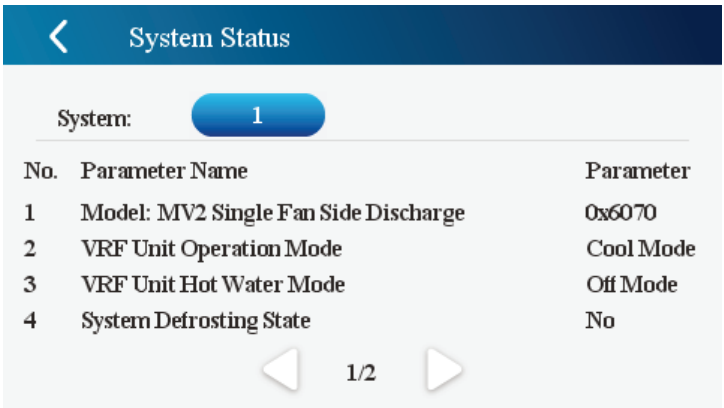 System Status
System: 1
No. Parameter Name Parameter
1 Model: MV2 Single Fan Side Discharge 0x6070
2 VRF Unit Operation Mode Cool Mode
3 VRF Unit Hot Water Mode Off Mode
4 System Defrosting State No
1/2